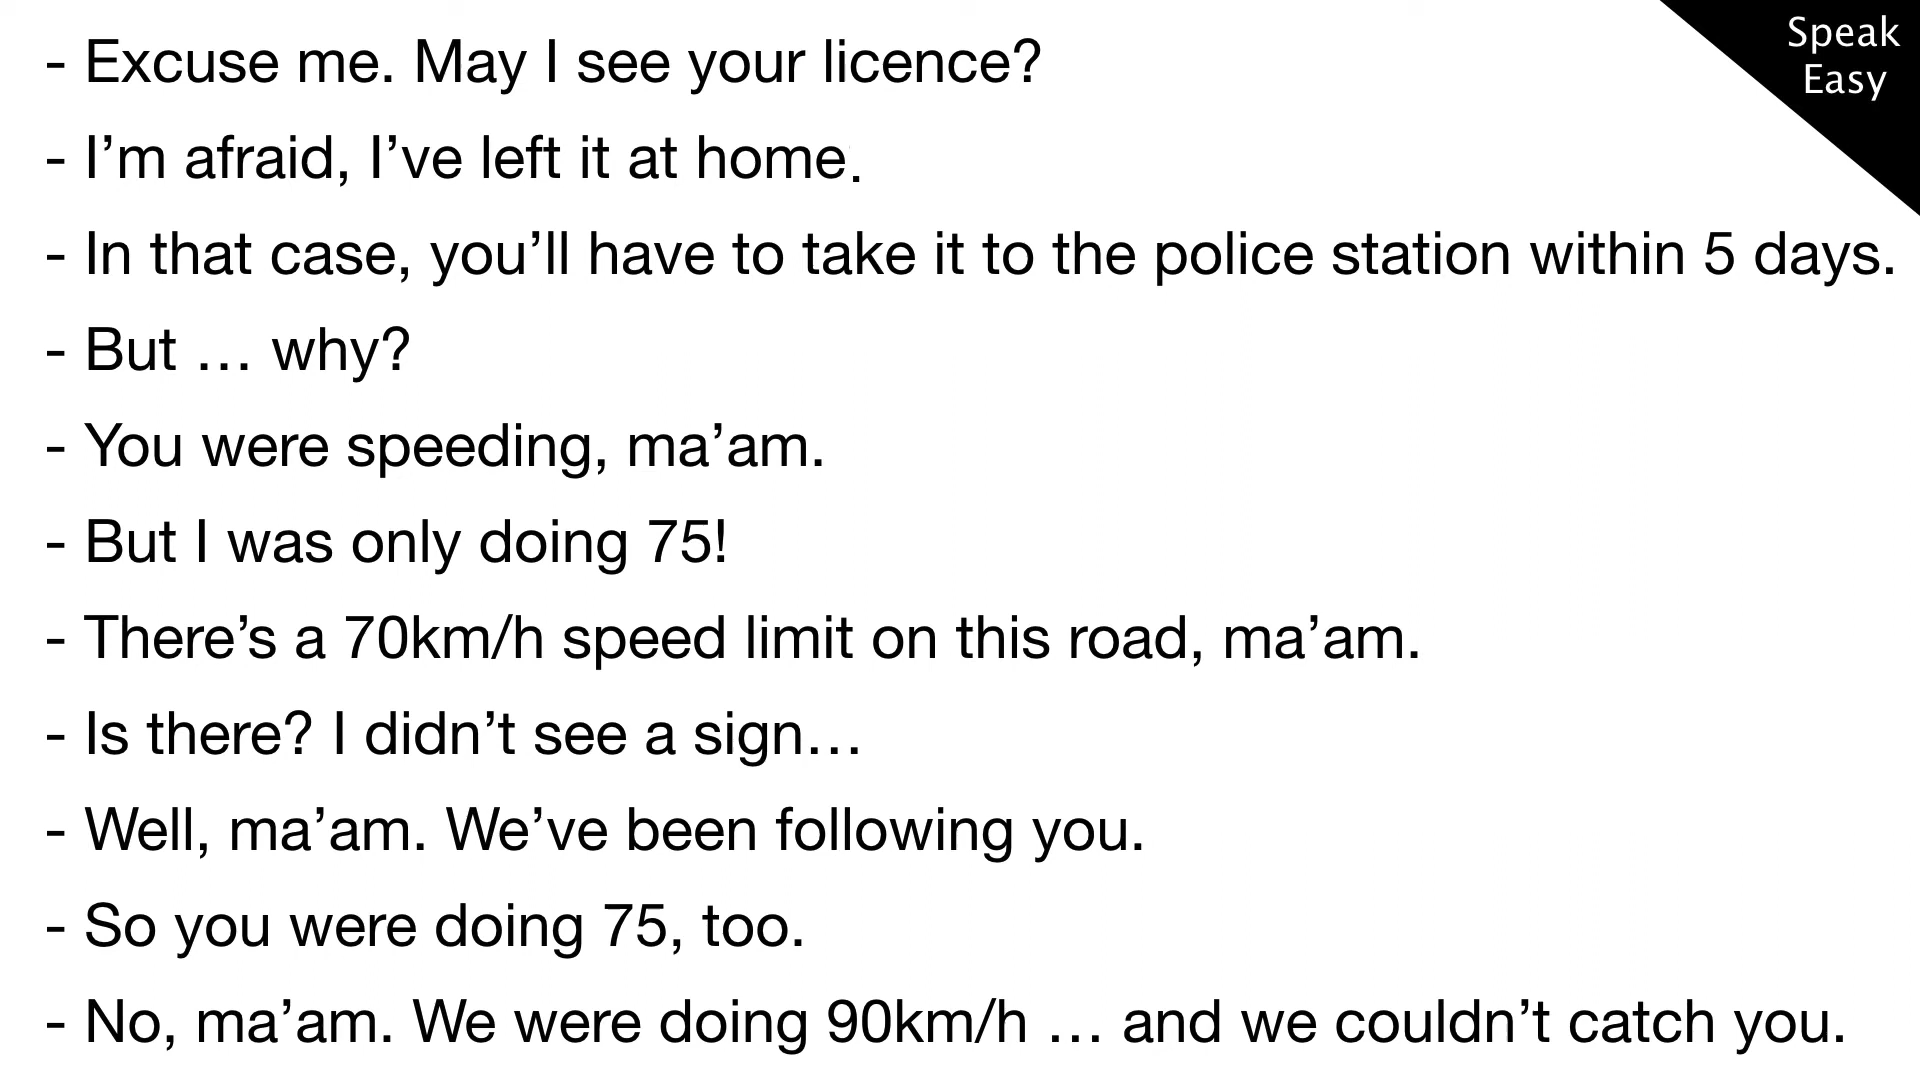 - Excuse me. May I see your licence?
- I’m afraid, I’ve left it at home.
- In that case, you’ll have to take it to the police station within 5 days.
- But … why?
- You were speeding, ma’am.
- But I was only doing 75!
- There’s a 70km/h speed limit on this road, ma’am.
- Is there? I didn’t see a sign…
- Well, ma’am. We’ve been following you.
- So you were doing 75, too.
- No, ma’am. We were doing 90km/h … and we couldn’t catch you.
Speak
Easy